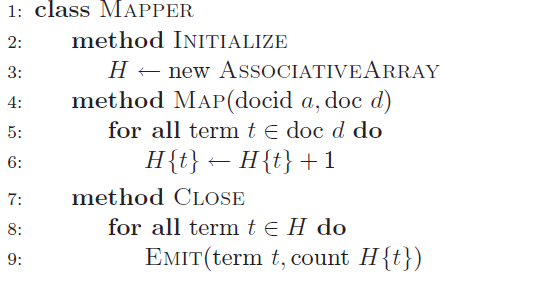 1: class MAPPER
2: method INITIALIZE
3: H ← new ASSOCIATIVEARRAY
4: method MAP(docid a, doc d)
5: for all term t ∈ doc d do
6: H{t} ← H{t} + 1
7: method CLOSE
8: for all term t ∈ H do
9: EMIT(term t, count H{t})